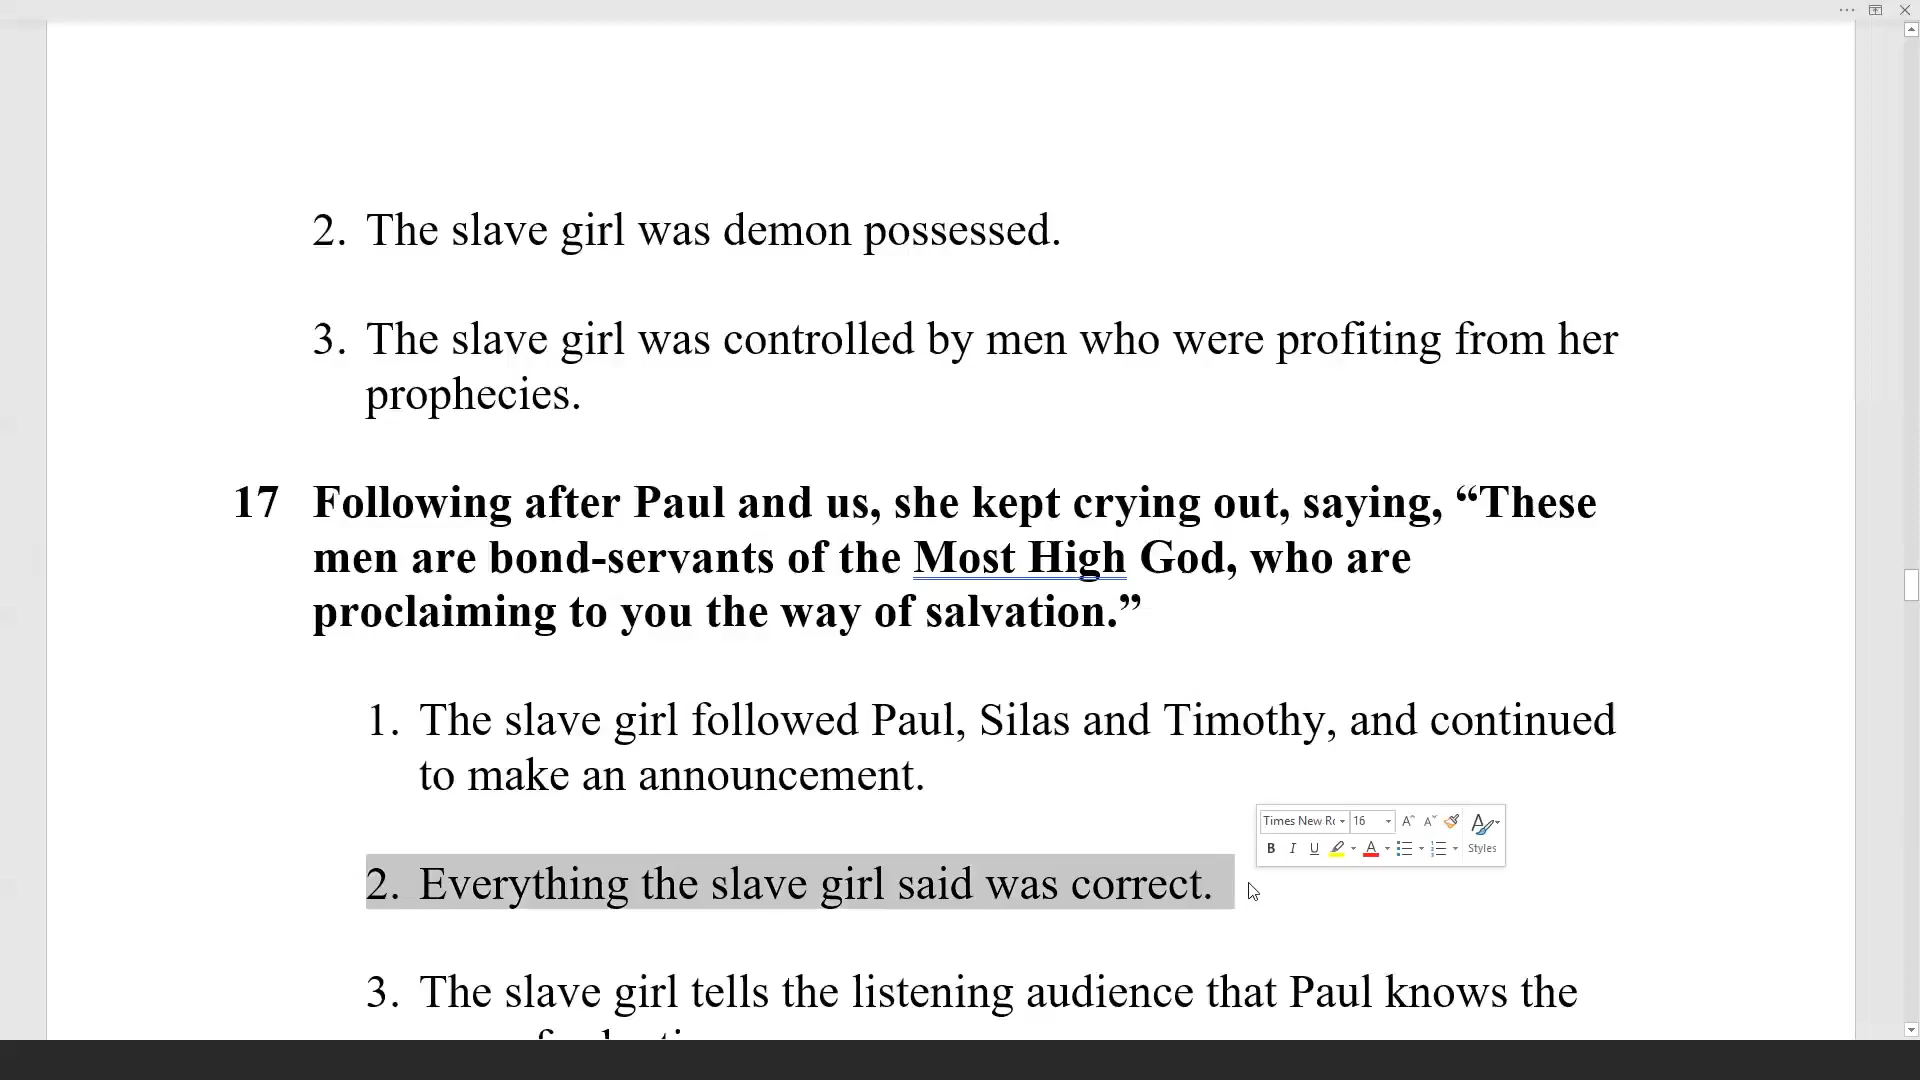 2. The slave girl was demon possessed.
3. The slave girl was controlled by men who were profiting from her
prophecies.
17 Following after Paul and us, she kept crying out, saying, “These
men are bond-servants of the Most High God, who are
proclaiming to you the way of salvation.”
1. The slave girl followed Paul, Silas and Timothy, and continued
to make an announcement.
Times New Ro 16
B I U Styles
2. Everything the slave girl said was correct.
3. The slave girl tells the listening audience that Paul knows the